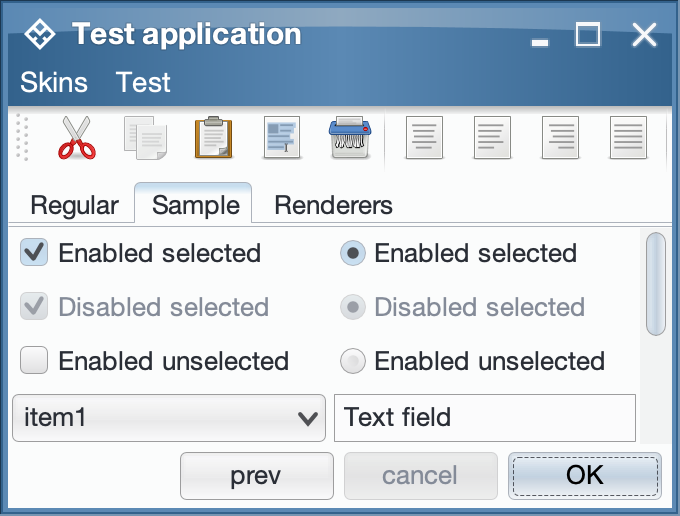 Test application
Skins Test
Regular Sample Renderers
Enabled selected Enabled selected
Disabled selected Disabled selected
Enabled unselected Enabled unselected
item1 Text field
prev cancel OK